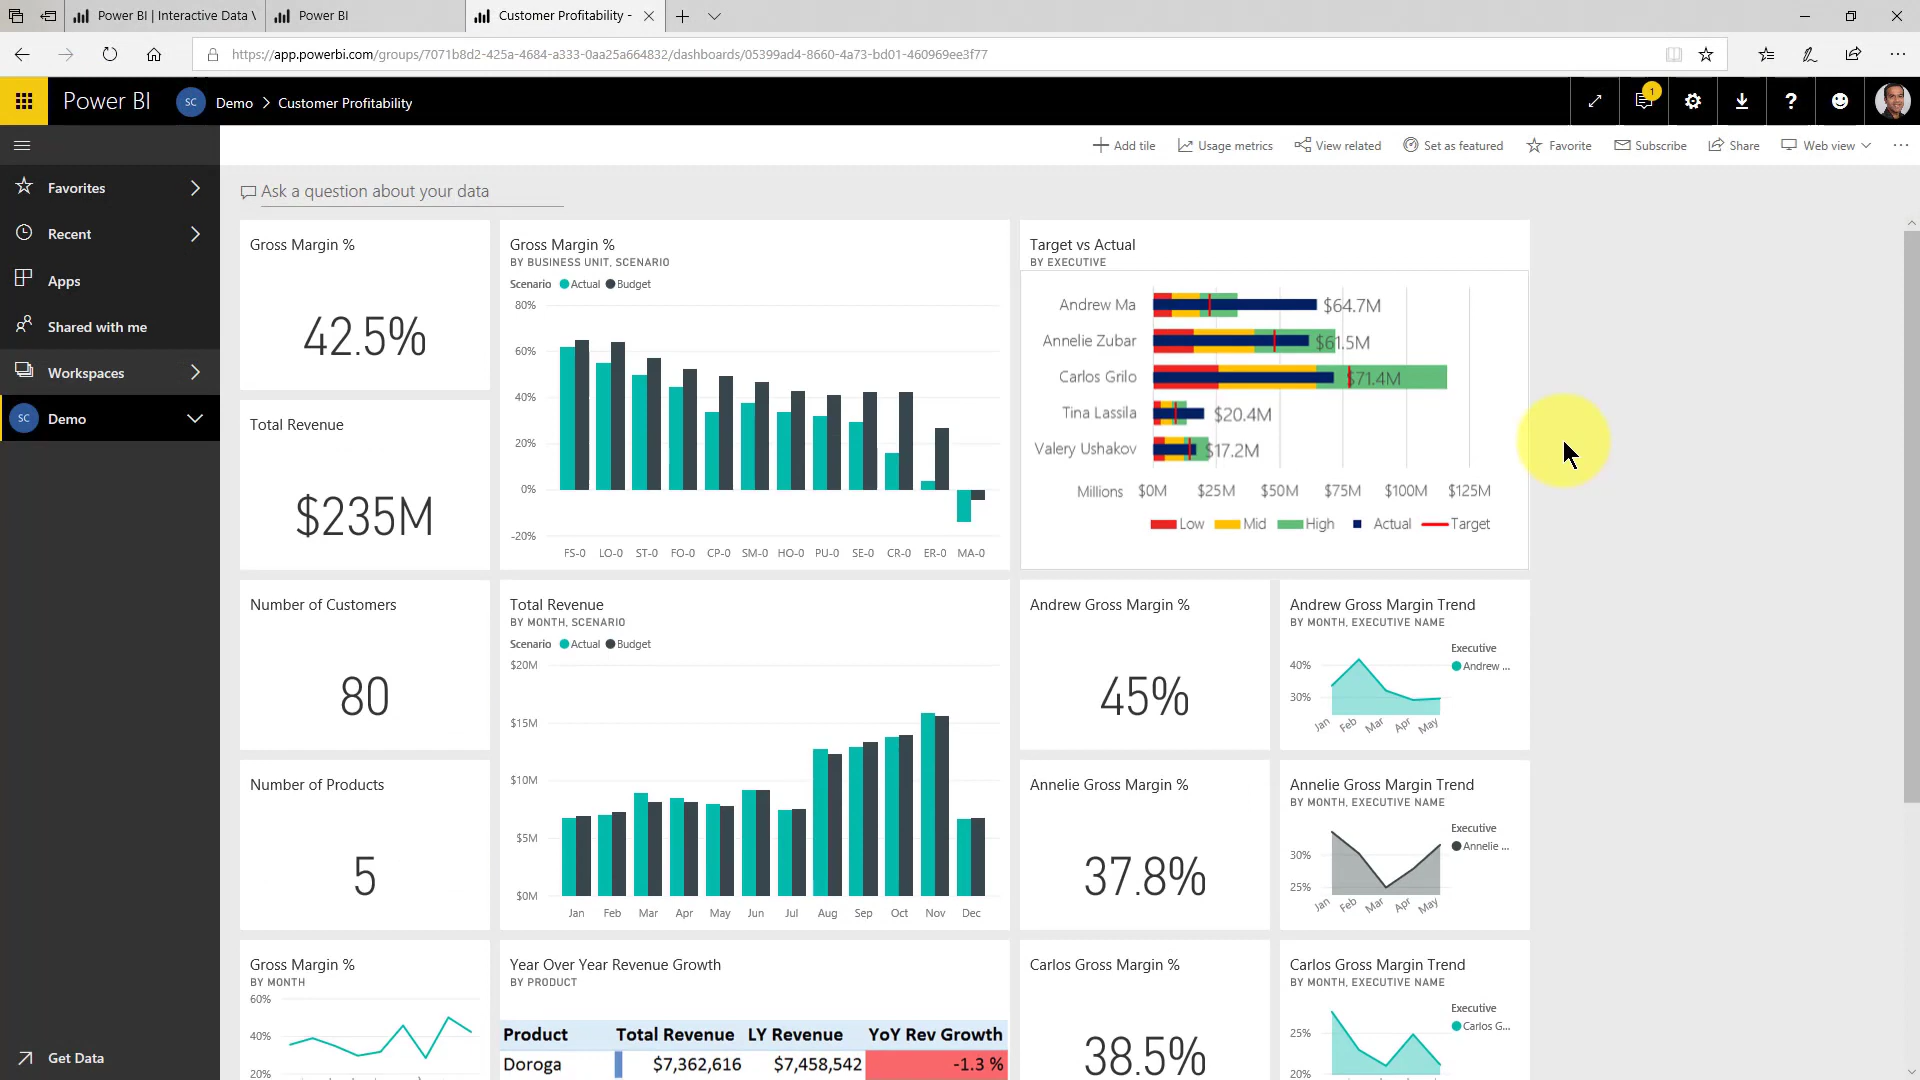 Power BI | Interactive Data V
Power BI
Customer Profitability -
https://app.powerbi.com/groups/7071b8d2-425a-4684-a333-0aa25a664832/dashboards/05399ad4-8660-4a73-bd01-460969ee3f77
Power BI
SC
Demo > Customer Profitability
1
?
Add tile
Usage metrics
View related
Set as featured
Favorite
Subscribe
Share
Web view
Favorites
Recent
Apps
Shared with me
Workspaces
SC
Demo
Get Data
Ask a question about your data
Gross Margin %
42.5%
Total Revenue
$235M
Number of Customers
80
Number of Products
5
Gross Margin %
BY MONTH
60%
40%
20%
Gross Margin %
BY BUSINESS UNIT, SCENARIO
Scenario Actual Budget
80%
60%
40%
20%
0%
-20%
FS-0 LO-0 ST-0 FO-0 CP-0 SM-0 HO-0 PU-0 SE-0 CR-0 ER-0 MA-0
Total Revenue
BY MONTH, SCENARIO
Scenario Actual Budget
$20M
$15M
$10M
$5M
$0M
Jan Feb Mar Apr May Jun Jul Aug Sep Oct Nov Dec
Year Over Year Revenue Growth
BY PRODUCT
Product Total Revenue LY Revenue YoY Rev Growth
Doroga $7,362,616 $7,458,542 -1.3 %
Target vs Actual
BY EXECUTIVE
Andrew Ma $64.7M
Annelie Zubar $61.5M
Carlos Grilo $71.4M
Tina Lassila $20.4M
Valery Ushakov $17.2M
Millions $0M $25M $50M $75M $100M $125M
Low Mid High Actual Target
Andrew Gross Margin %
45%
Andrew Gross Margin Trend
BY MONTH, EXECUTIVE NAME
Executive
Andrew ...
40%
30%
Jan Feb Mar Apr May
Annelie Gross Margin %
37.8%
Annelie Gross Margin Trend
BY MONTH, EXECUTIVE NAME
Executive
Annelie ...
30%
25%
Jan Feb Mar Apr May
Carlos Gross Margin %
38.5%
Carlos Gross Margin Trend
BY MONTH, EXECUTIVE NAME
Executive
Carlos G...
25%
20%